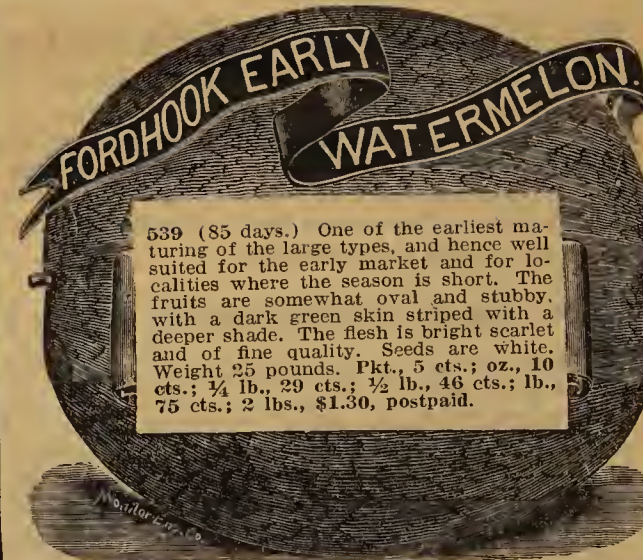 FORDHOOK EARLY
WATERMELON.
539 (85 days.) One of the earliest ma-
turing of the large types, and hence well
suited for the early market and for lo-
calities where the season is short. The
fruits are somewhat oval and stubby,
with a dark green skin striped with a
deeper shade. The flesh is bright scarlet
and of fine quality. Seeds are white.
Weight 25 pounds. Pkt., 5 cts.; oz., 10
cts.; ¼ lb., 29 cts.; ½ lb., 46 cts.; lb.,
75 cts.; 2 lbs., $1.30, postpaid.
Monitor Eng. Co.